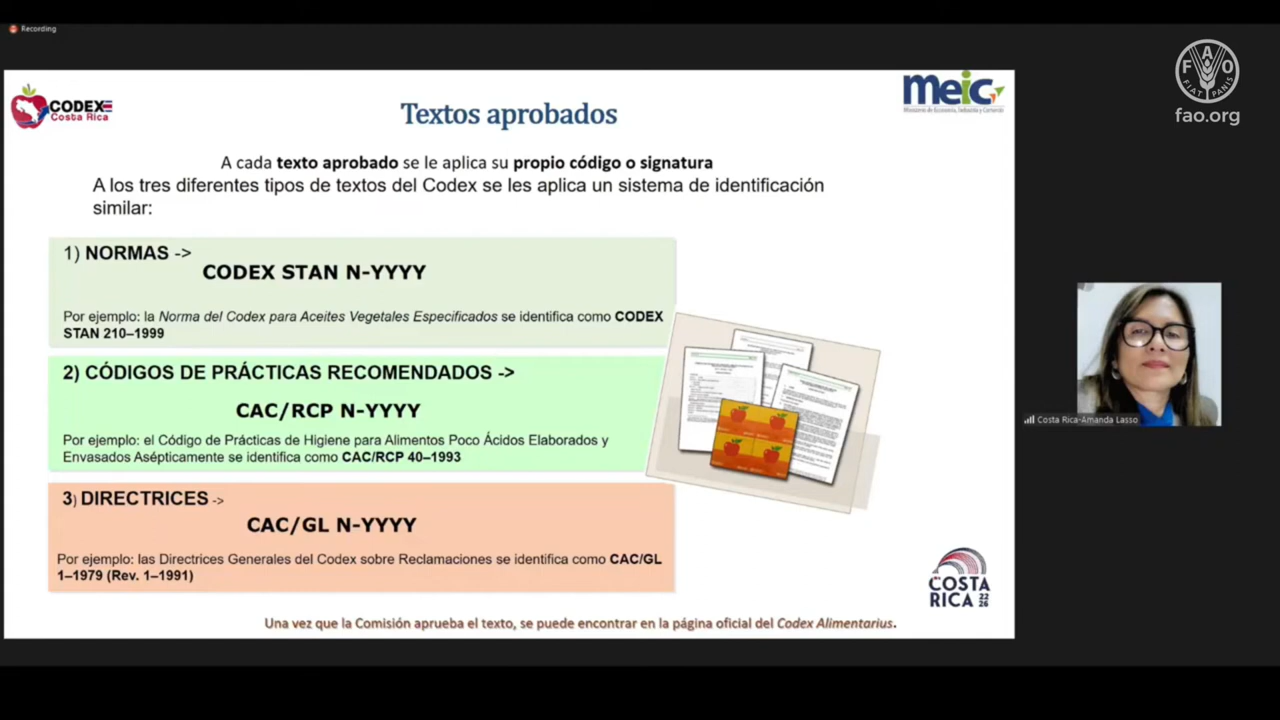 Recording
FAO
FIAT PANIS
fao.org
CODEX
Costa Rica
Textos aprobados
meic
Ministerio de Economía, Industria y Comercio
A cada texto aprobado se le aplica su propio código o signatura
A los tres diferentes tipos de textos del Codex se les aplica un sistema de identificación
similar:
1) NORMAS ->
CODEX STAN N-YYYY
Por ejemplo: la Norma del Codex para Aceites Vegetales Especificados se identifica como CODEX
STAN 210–1999
2) CÓDIGOS DE PRÁCTICAS RECOMENDADOS ->
CAC/RCP N-YYYY
Por ejemplo: el Código de Prácticas de Higiene para Alimentos Poco Ácidos Elaborados y
Envasados Asépticamente se identifica como CAC/RCP 40–1993
3) DIRECTRICES ->
CAC/GL N-YYYY
Por ejemplo: las Directrices Generales del Codex sobre Reclamaciones se identifica como CAC/GL
1–1979 (Rev. 1–1991)
Costa Rica-Amanda Lasso
COSTA
RICA 22
26
Una vez que la Comisión aprueba el texto, se puede encontrar en la página oficial del Codex Alimentarius.